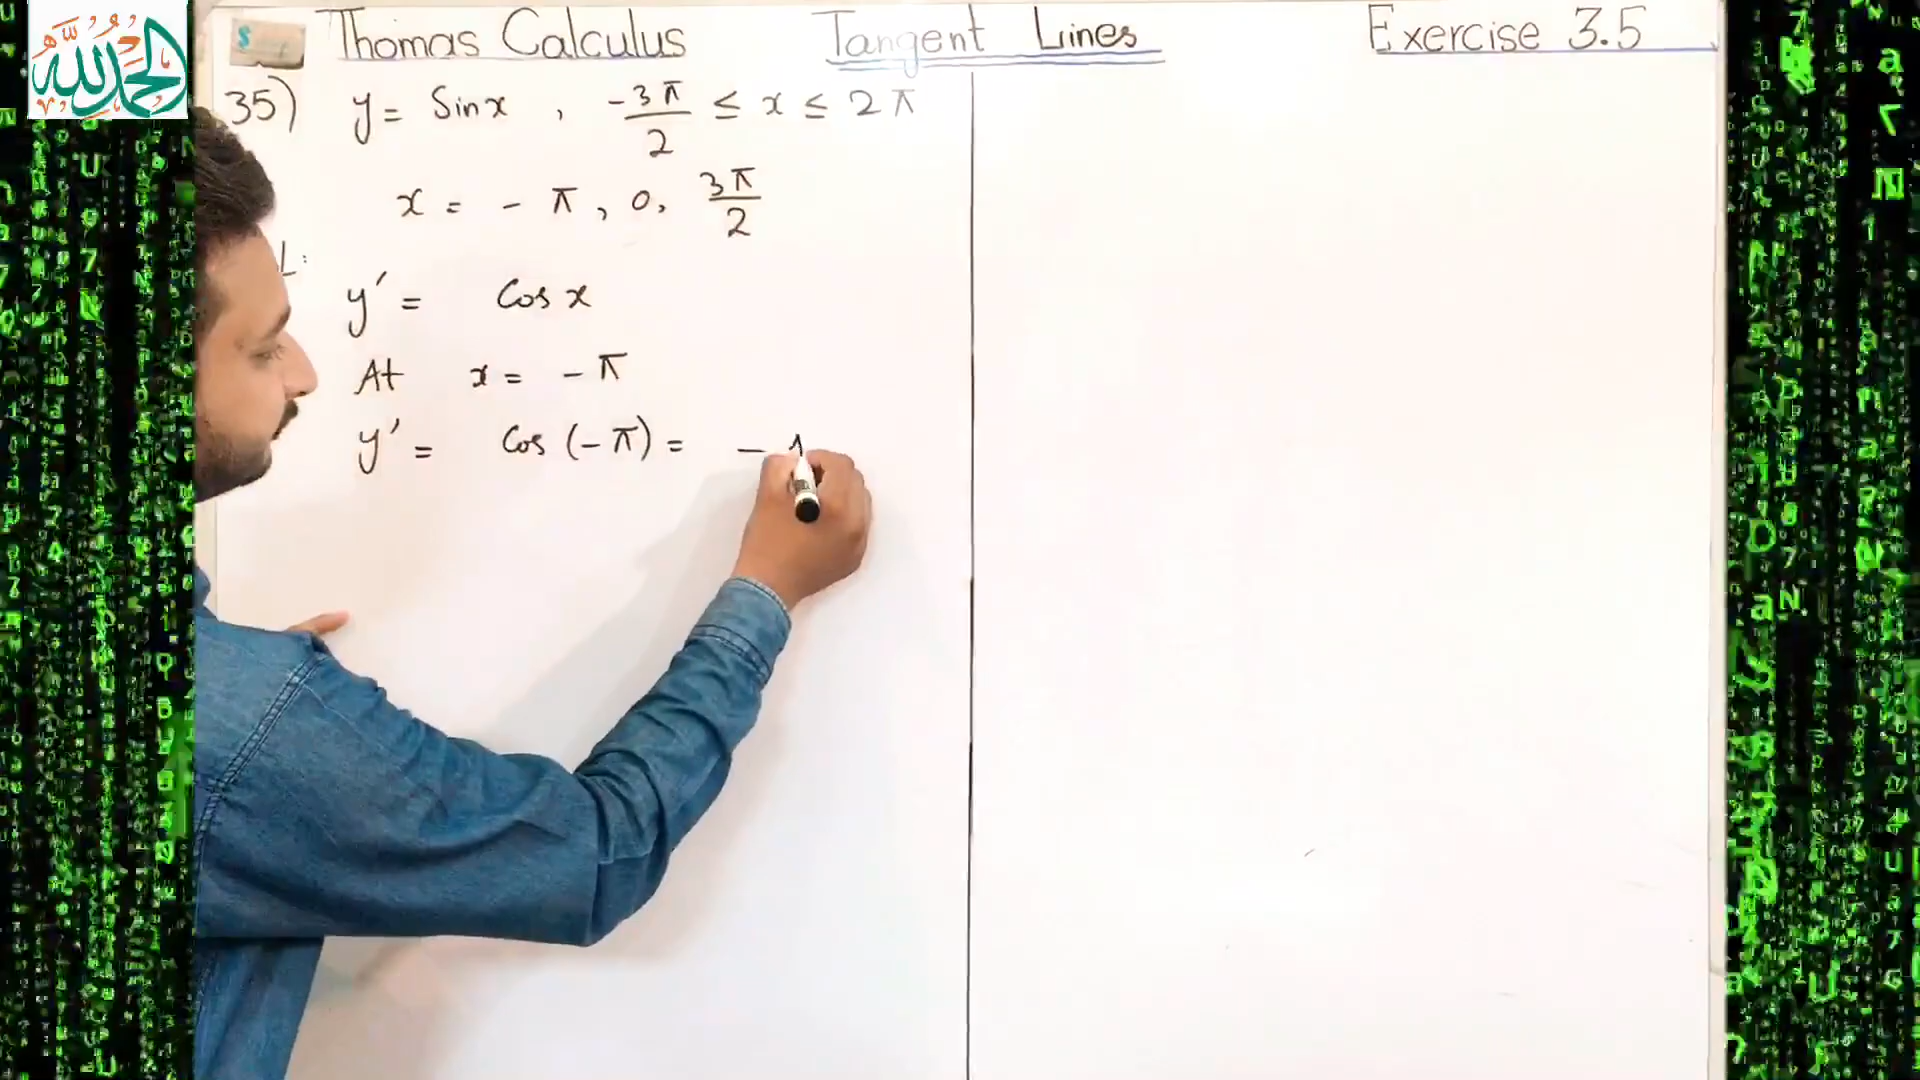 الحمد لله
Thomas Calculus Tangent Lines Exercise 3.5
35) y = Sin x , -3π/2 ≤ x ≤ 2π
x = - π, 0, 3π/2
L:
y′ = Cos x
At x = - π
y′ = Cos (- π) = - 1